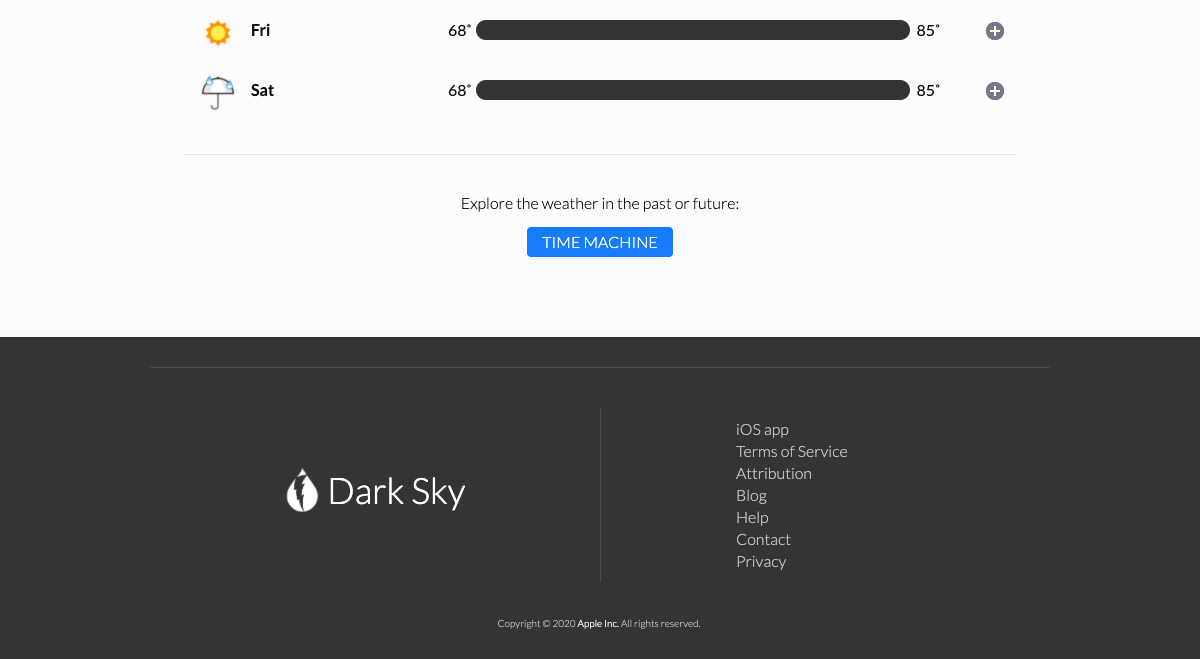 Fri 68˚ 85˚
Sat 68˚ 85˚
Explore the weather in the past or future:
TIME MACHINE
Dark Sky
iOS app
Terms of Service
Attribution
Blog
Help
Contact
Privacy
Copyright © 2020 Apple Inc. All rights reserved.